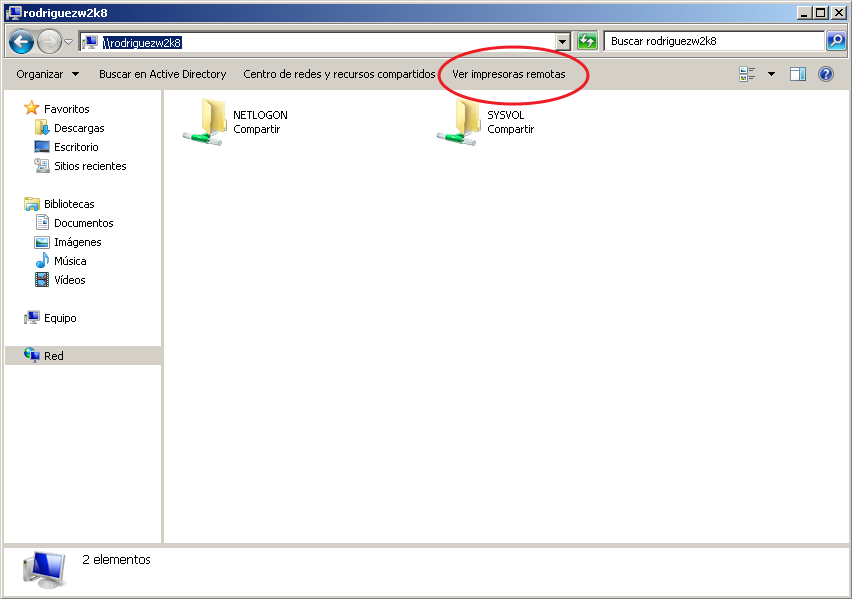 rodriguezw2k8
\\rodriguezw2k8
Buscar rodriguezw2k8
Organizar Buscar en Active Directory Centro de redes y recursos compartidos Ver impresoras remotas
Favoritos
Descargas
Escritorio
Sitios recientes
Bibliotecas
Documentos
Imágenes
Música
Vídeos
Equipo
Red
NETLOGON
Compartir
SYSVOL
Compartir
2 elementos